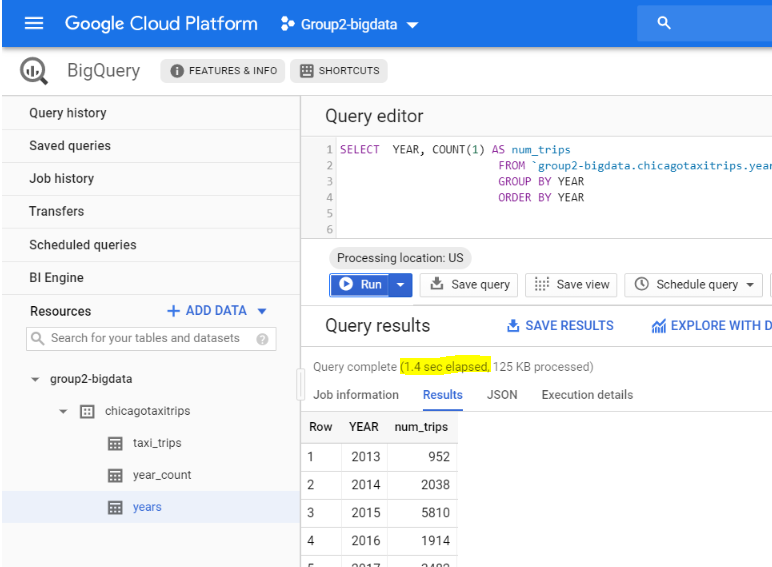 Google Cloud Platform Group2-bigdata
BigQuery FEATURES & INFO SHORTCUTS
Query history
Saved queries
Job history
Transfers
Scheduled queries
BI Engine
Resources ADD DATA
Search for your tables and datasets
group2-bigdata
chicagotaxitrips
taxi_trips
year_count
years
Query editor
1 SELECT YEAR, COUNT(1) AS num_trips
2 FROM `group2-bigdata.chicagotaxitrips.year
3 GROUP BY YEAR
4 ORDER BY YEAR
5
6
Processing location: US
Run Save query Save view Schedule query
Query results SAVE RESULTS EXPLORE WITH D
Query complete (1.4 sec elapsed, 125 KB processed)
Job information Results JSON Execution details
Row YEAR num_trips
1 2013 952
2 2014 2038
3 2015 5810
4 2016 1914